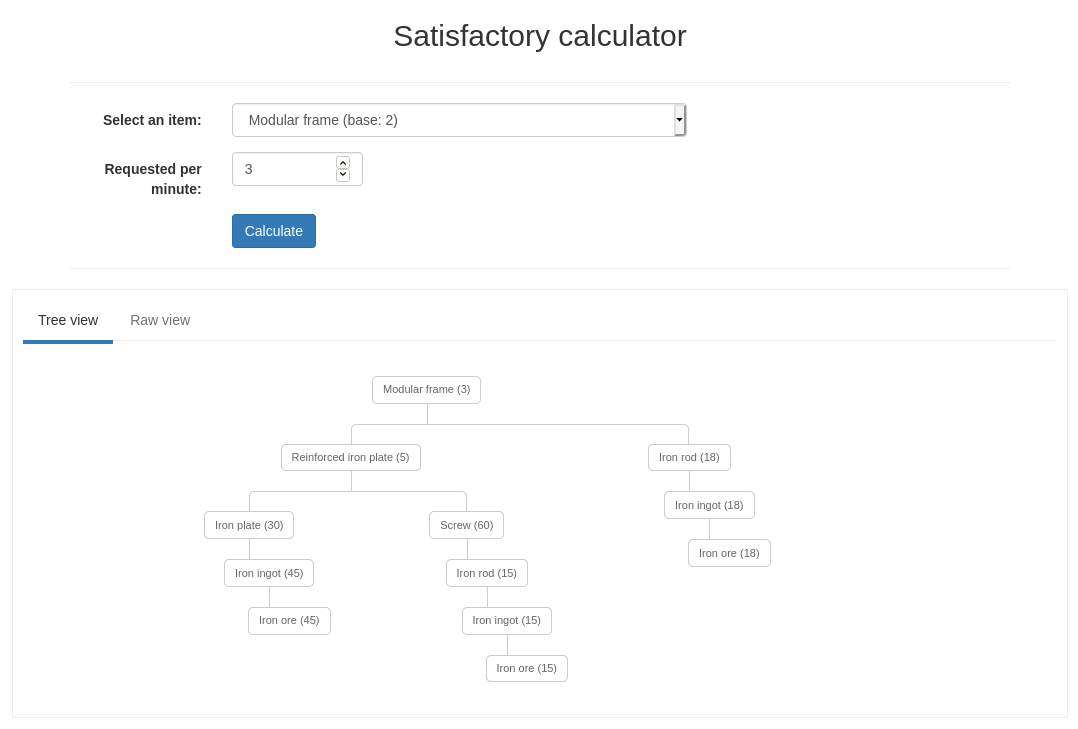 Satisfactory calculator
Select an item:
Modular frame (base: 2)
Requested per
minute:
3
Calculate
Tree view
Raw view
Modular frame (3)
Reinforced iron plate (5)
Iron rod (18)
Iron plate (30)
Screw (60)
Iron ingot (18)
Iron ore (18)
Iron ingot (45)
Iron rod (15)
Iron ore (45)
Iron ingot (15)
Iron ore (15)